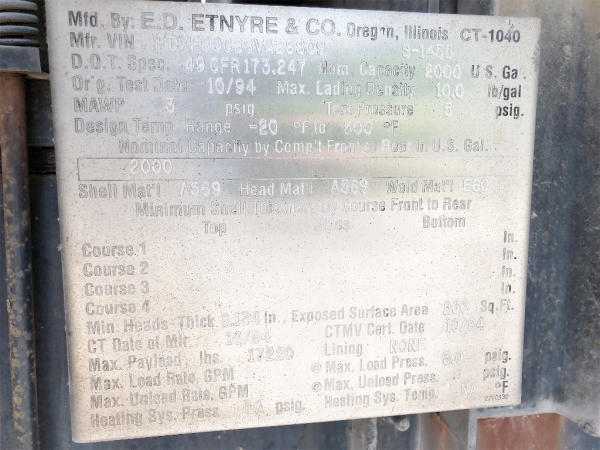 Mfd. By: E.D. ETNYRE & CO. Oregon, Illinois CT-1040
Mfr. VIN
D.O.T. Spec. 49 CFR173.247 Nom. Capacity 2000 U.S. Ga.
Orig. Test Date 10/94 Max. Lading Density 10.0 lb/gal
MAWP 3 psig. Test Pressure 5 psig.
Design Temp. Range -20 °F to 600 °F
Nominal Capacity by Comp't Front to Rear In U.S. Gal.
2000
Shell Mat'l A569 Head Mat'l A569 Weld Mat'l E60
Minimum Shell by Course Front to Rear
Top Bottom
Course 1 In.
Course 2 In.
Course 3 In.
Course 4 In.
Min. Heads-Thick In. Exposed Surface Area Sq.Ft.
CT Date of Mfr. 10/94 CTMV Cert. Date 10/94
Max. Payload, lbs. Lining NONE
Max. Load Rate, GPM @Max. Load Press. psig.
Max. Unload Rate, GPM @Max. Unload Press. psig.
Heating Sys. Press psig. Heating Sys. Temp. °F